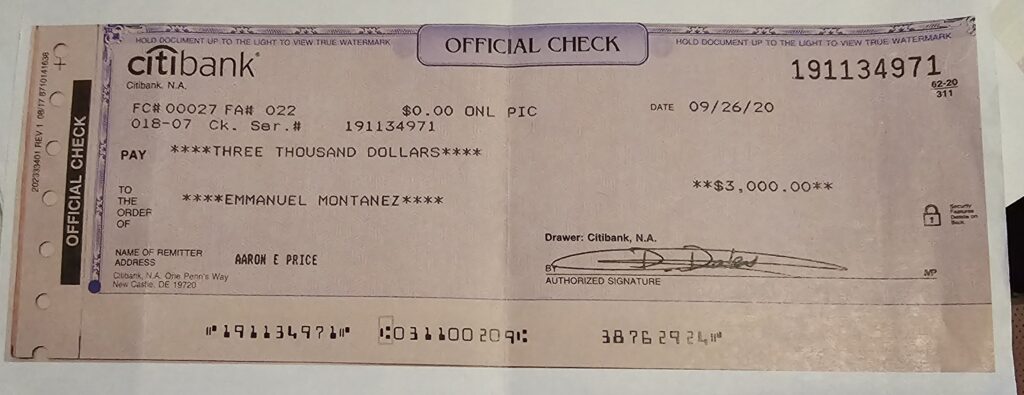 HOLD DOCUMENT UP TO THE LIGHT TO VIEW TRUE WATERMARK
OFFICIAL CHECK
HOLD DOCUMENT UP TO THE LIGHT TO VIEW TRUE WATERMARK
citibank
Citibank, N.A.
191134971
62-20
311
FC# 00027 FA# 022 $0.00 ONL PIC
DATE 09/26/20
018-07 Ck. Ser.# 191134971
PAY ****THREE THOUSAND DOLLARS****
**$3,000.00**
TO THE ORDER OF ****EMMANUEL MONTANEZ****
Security
Features
Details on
Back.
Drawer: Citibank, N.A.
NAME OF REMITTER AARON E PRICE
ADDRESS
Citibank, N.A. One Penn's Way
New Castle, DE 19720
BY
MP
AUTHORIZED SIGNATURE
191134971 031100209 38762924
OFFICIAL CHECK